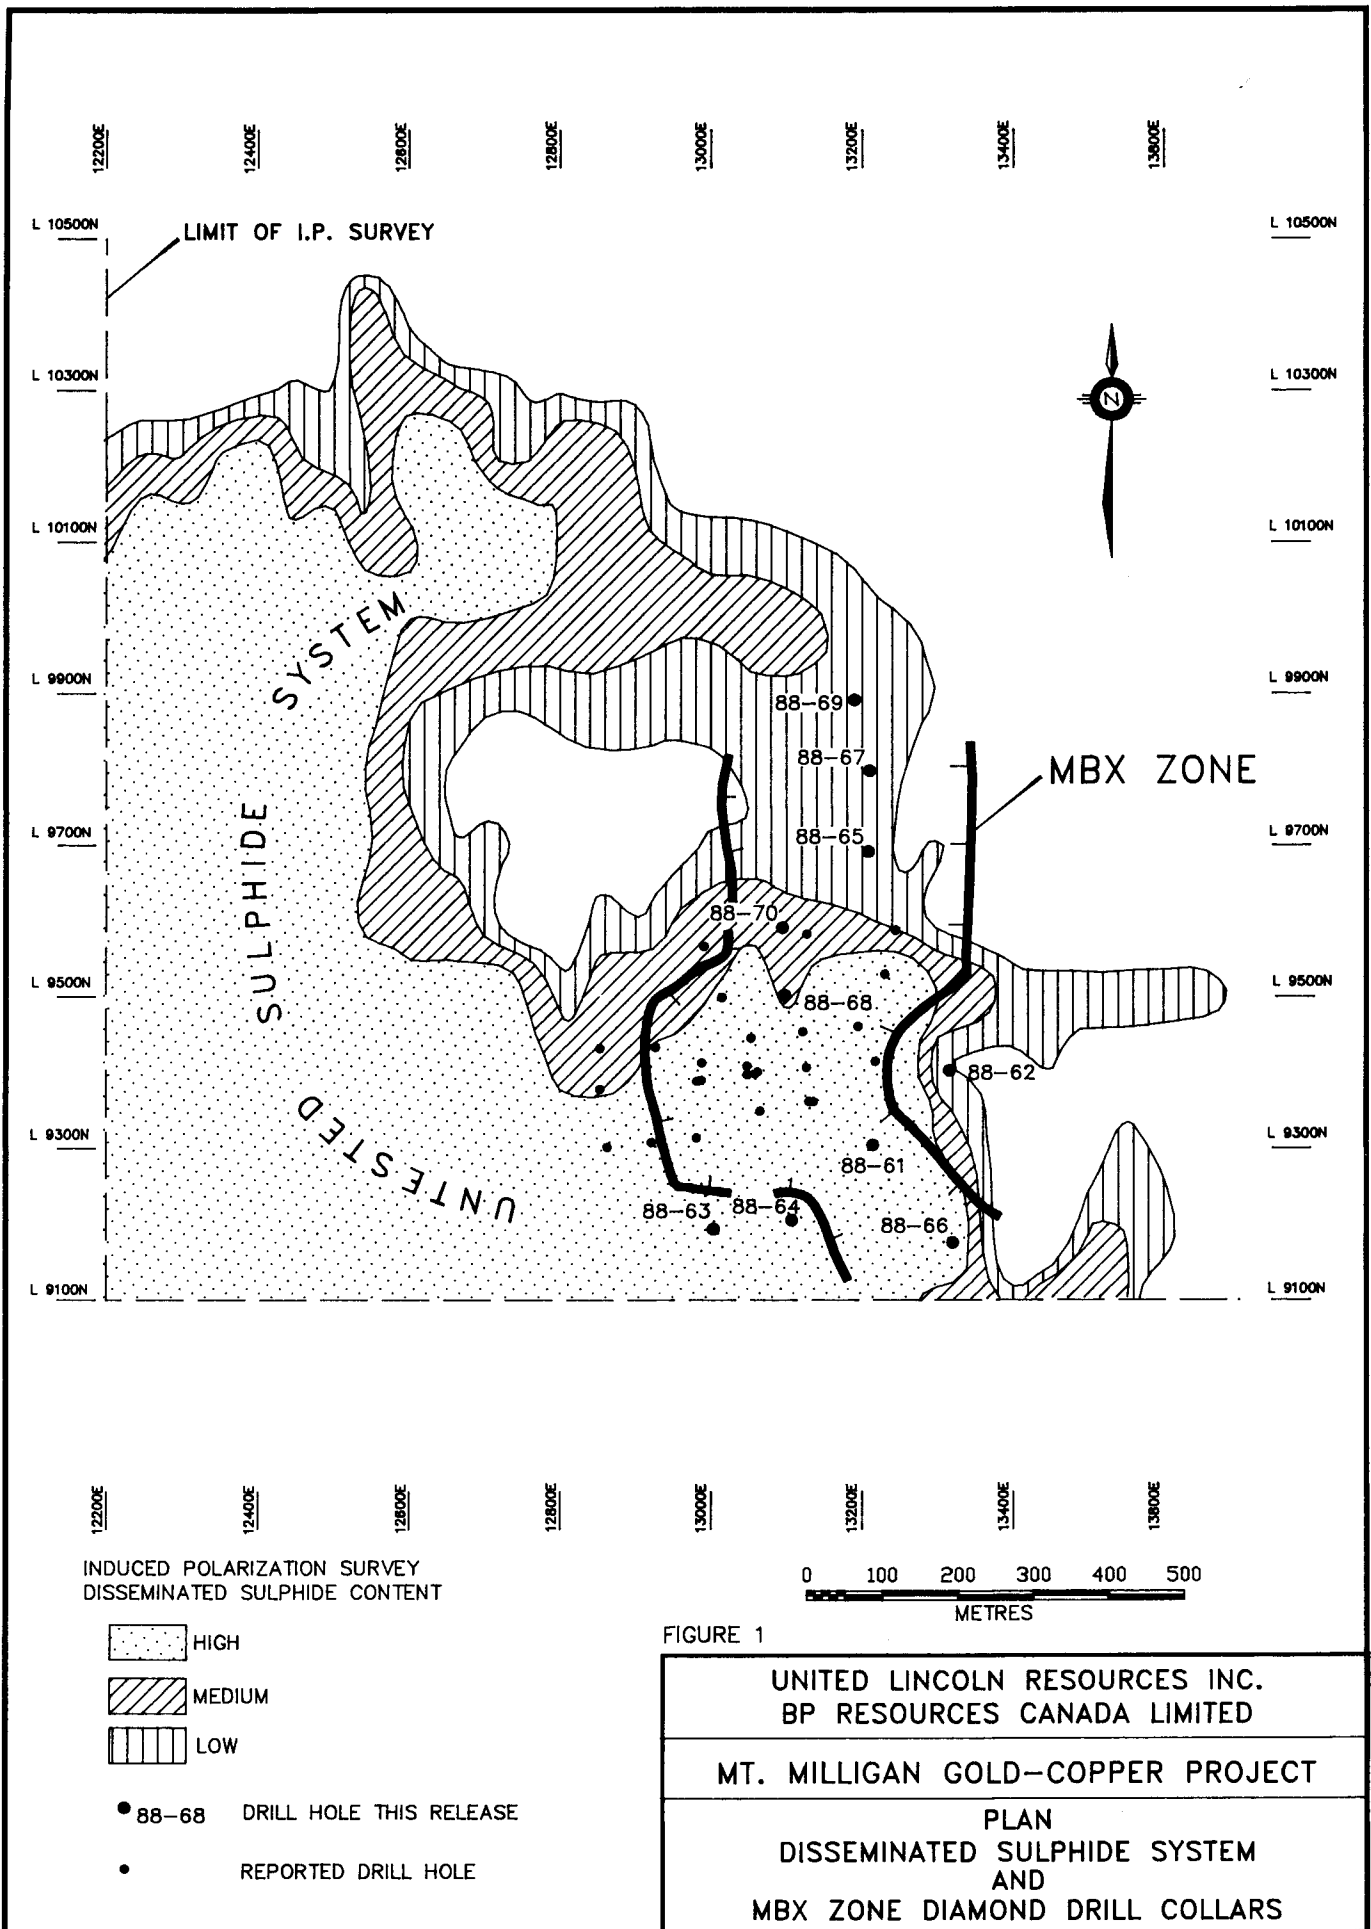 12200E
12400E
12600E
12800E
13000E
13200E
13400E
13800E
L 10500N
L 10500N
LIMIT OF I.P. SURVEY
L 10300N
L 10300N
N
L 10100N
L 10100N
SYSTEM
L 9900N
L 9900N
88-69
88-67
MBX ZONE
L 9700N
L 9700N
88-65
SULPHIDE
88-70
L 9500N
L 9500N
88-68
88-62
UNTESTED
L 9300N
L 9300N
88-61
88-63
88-64
88-66
L 9100N
L 9100N
12200E
12400E
12600E
12800E
13000E
13200E
13400E
13800E
INDUCED POLARIZATION SURVEY
DISSEMINATED SULPHIDE CONTENT
HIGH
MEDIUM
LOW
88-68 DRILL HOLE THIS RELEASE
REPORTED DRILL HOLE
0 100 200 300 400 500
METRES
FIGURE 1
UNITED LINCOLN RESOURCES INC.
BP RESOURCES CANADA LIMITED
MT. MILLIGAN GOLD-COPPER PROJECT
PLAN
DISSEMINATED SULPHIDE SYSTEM
AND
MBX ZONE DIAMOND DRILL COLLARS